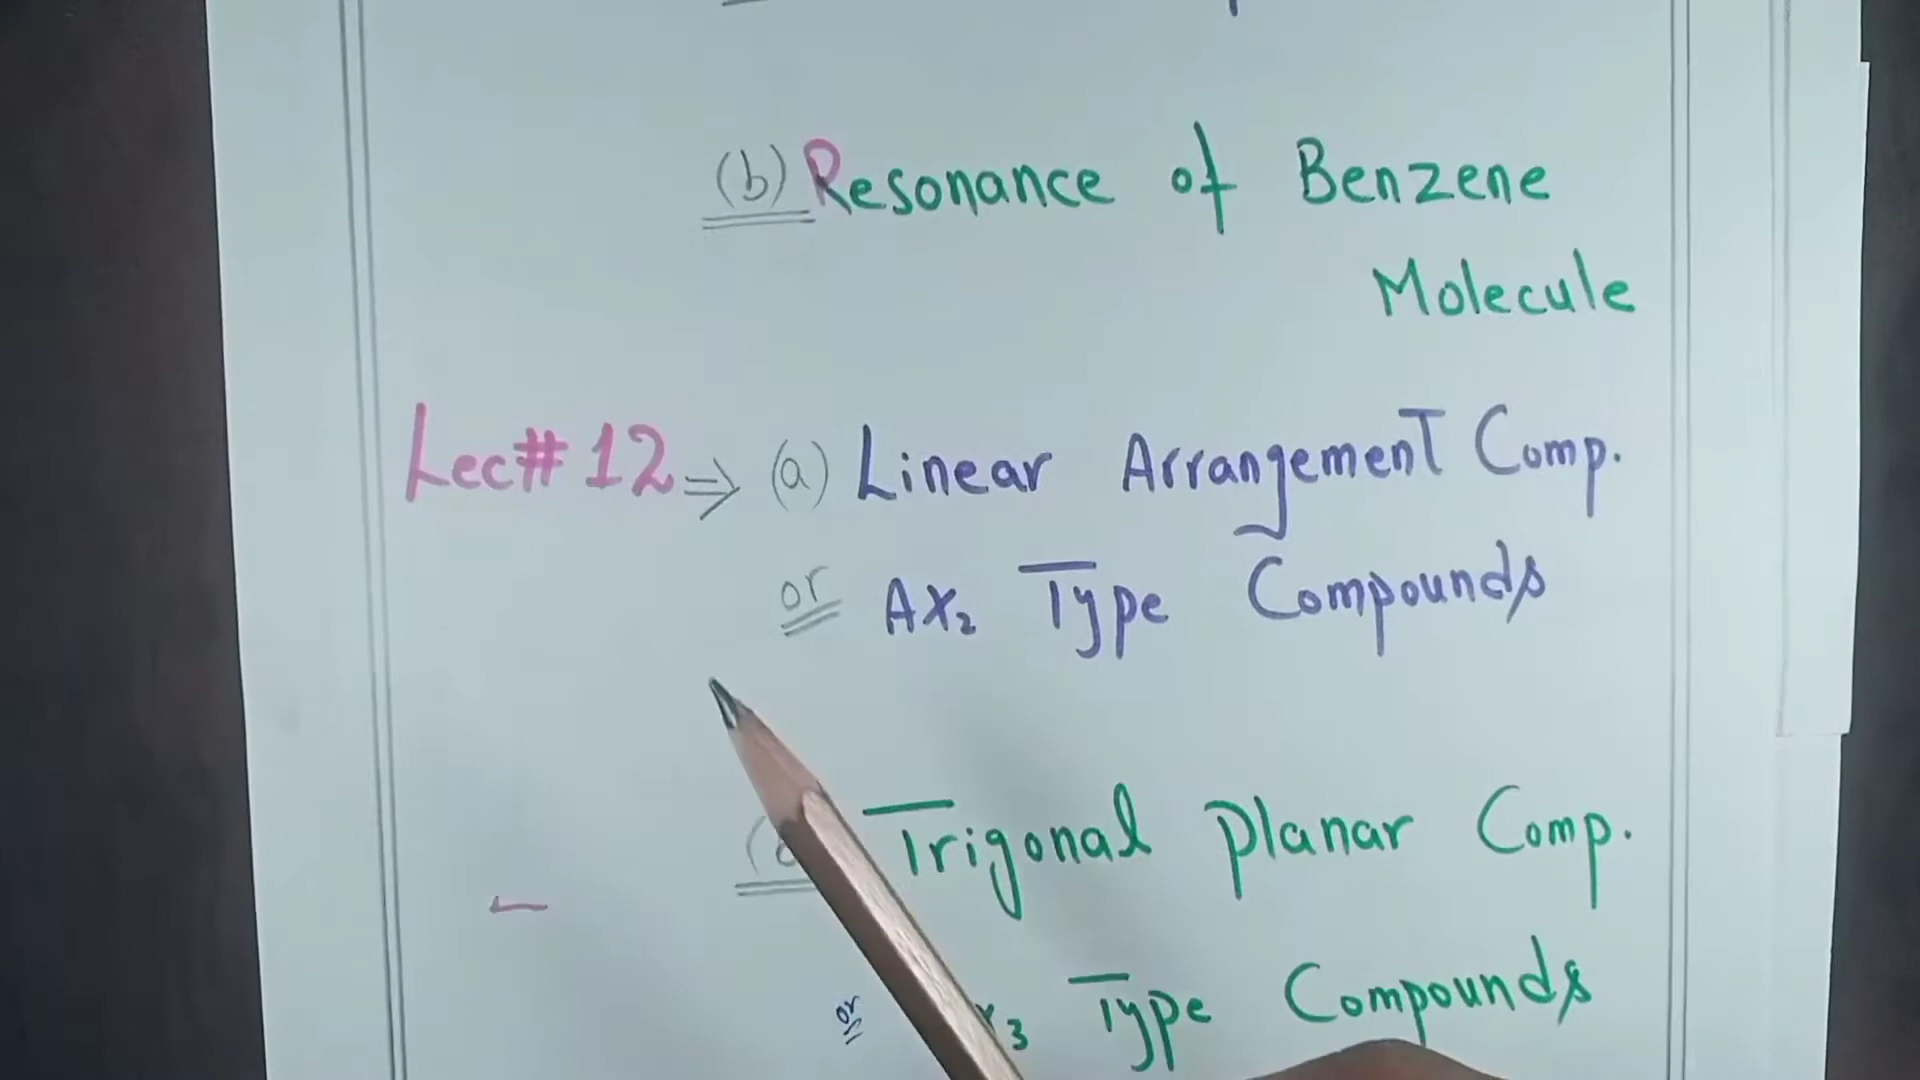 (b) Resonance of Benzene
Molecule
Lec# 12 ⇒ (a) Linear Arrangement Comp.
or AX₂ Type Compounds
Trigonal Planar Comp.
or 3 Type Compounds